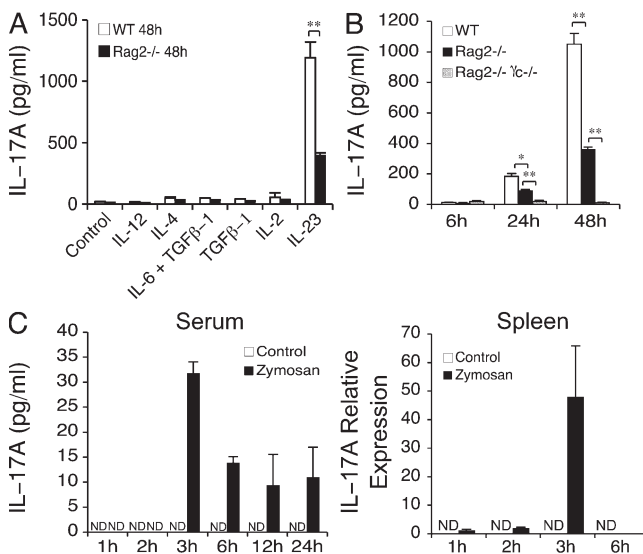 A
IL−17A (pg/ml)
1500
1000
500
0
WT 48h
Rag2-/- 48h
**
Control
IL-12
IL-4
IL-6 + TGFβ−1
TGFβ−1
IL-2
IL-23
B
IL−17A (pg/ml)
1200
1000
800
600
400
200
0
WT
Rag2-/-
Rag2-/- γc-/-
*
**
**
**
6h
24h
48h
C
Serum
IL−17A (pg/ml)
40
35
30
25
20
15
10
5
0
Control
Zymosan
ND ND ND ND ND ND ND ND
1h 2h 3h 6h 12h 24h
Spleen
IL−17A Relative
Expression
70
60
50
40
30
20
10
0
Control
Zymosan
ND ND ND ND
1h 2h 3h 6h